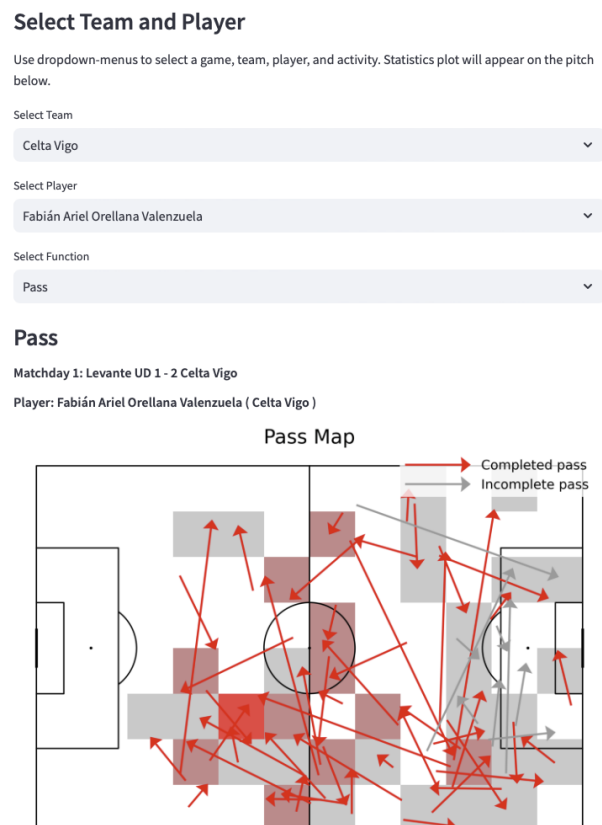 Select Team and Player
Use dropdown-menus to select a game, team, player, and activity. Statistics plot will appear on the pitch
below.
Select Team
Celta Vigo
Select Player
Fabián Ariel Orellana Valenzuela
Select Function
Pass
Pass
Matchday 1: Levante UD 1 - 2 Celta Vigo
Player: Fabián Ariel Orellana Valenzuela ( Celta Vigo )
Pass Map
Completed pass
Incomplete pass